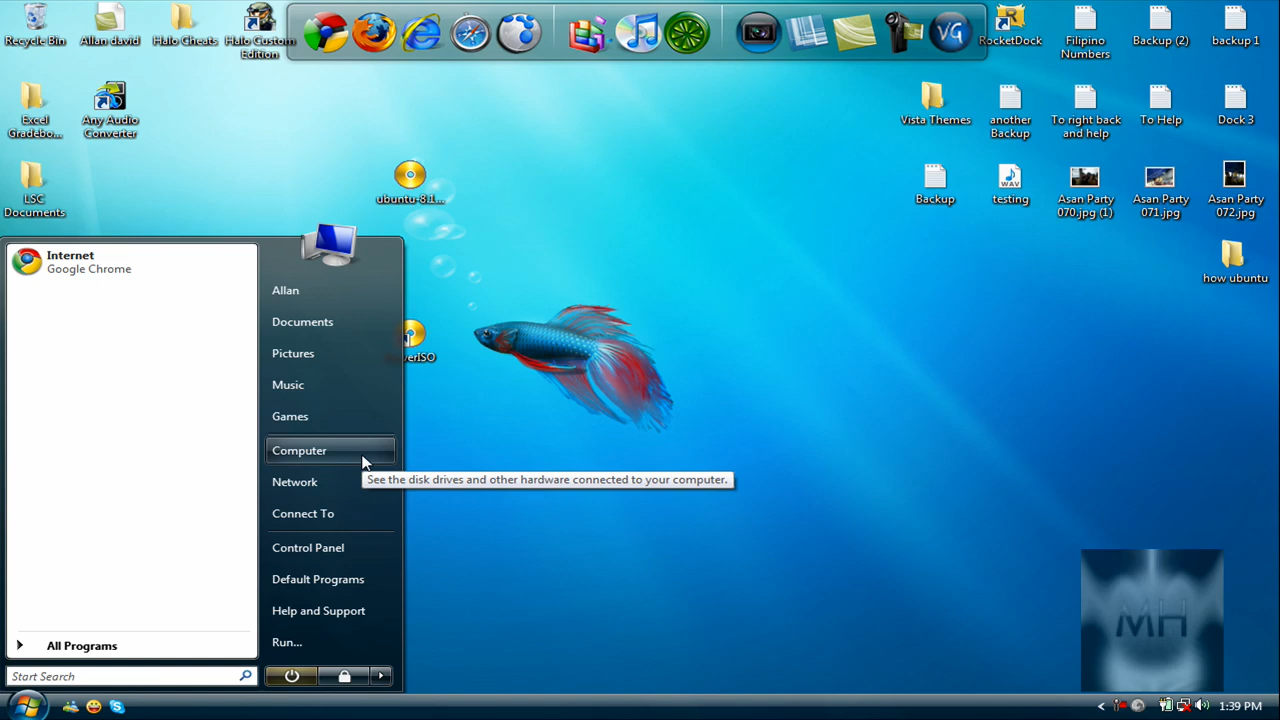 Recycle Bin
Allan david
Halo Cheats
Halo Custom
Edition
VG
RocketDock
Filipino
Numbers
Backup (2)
backup 1
Excel
Gradebo...
Any Audio
Converter
Vista Themes
another
Backup
To right back
and help
To Help
Dock 3
LSC
Documents
ubuntu-8.1...
Backup
WAV
testing
Asan Party
070.jpg (1)
Asan Party
071.jpg
Asan Party
072.jpg
how ubuntu
Internet
Google Chrome
Allan
Documents
Pictures
Music
Games
Computer
See the disk drives and other hardware connected to your computer.
Network
Connect To
Control Panel
Default Programs
Help and Support
Run...
All Programs
Start Search
MH
1:39 PM